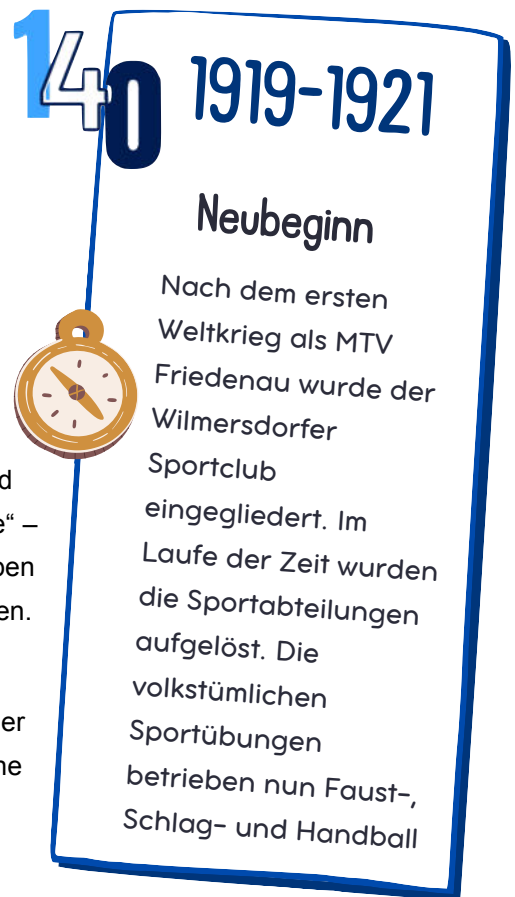 140
1919-1921
Neubeginn
Nach dem ersten
Weltkrieg als MTV
Friedenau wurde der
Wilmersdorfer
Sportclub
eingegliedert. Im
Laufe der Zeit wurden
die Sportabteilungen
aufgelöst. Die
volkstümlichen
Sportübungen
betrieben nun Faust-,
Schlag- und Handball